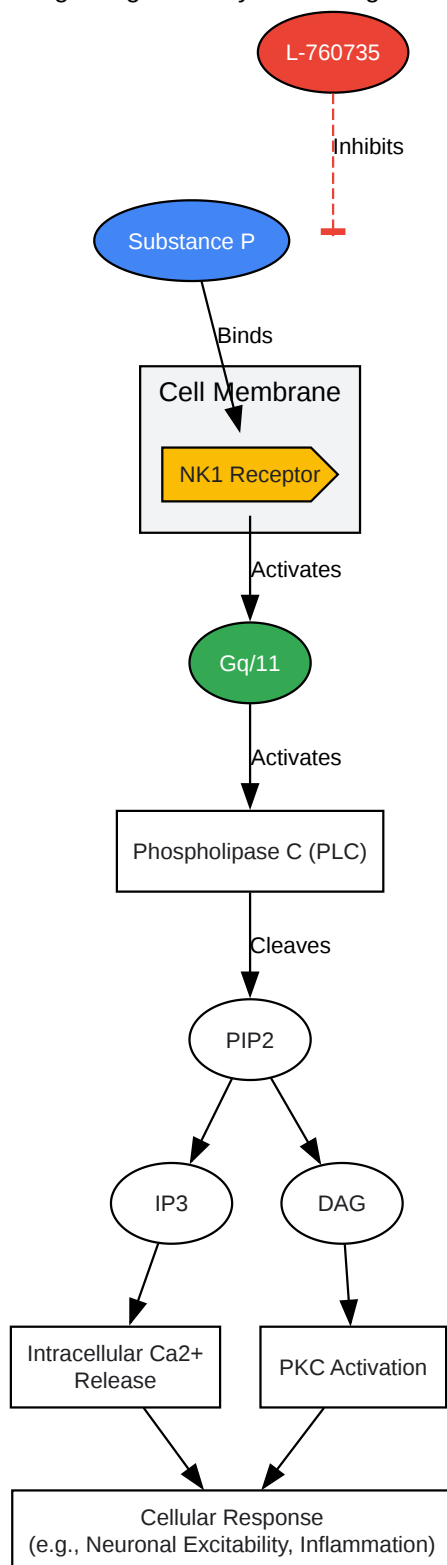 L-760735
Inhibits
Substance P
Binds
Cell Membrane
NK1 Receptor
Activates
Gq/11
Activates
Phospholipase C (PLC)
Cleaves
PIP2
IP3
DAG
Intracellular Ca2+
Release
PKC Activation
Cellular Response
(e.g., Neuronal Excitability, Inflammation)